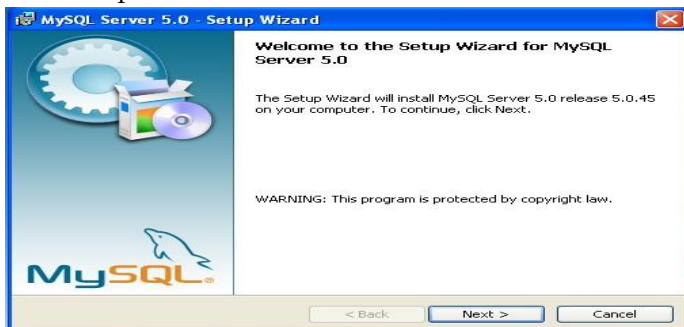 MySQL Server 5.0 - Setup Wizard
Welcome to the Setup Wizard for MySQL
Server 5.0
The Setup Wizard will install MySQL Server 5.0 release 5.0.45
on your computer. To continue, click Next.
WARNING: This program is protected by copyright law.
MySQL®
< Back Next > Cancel